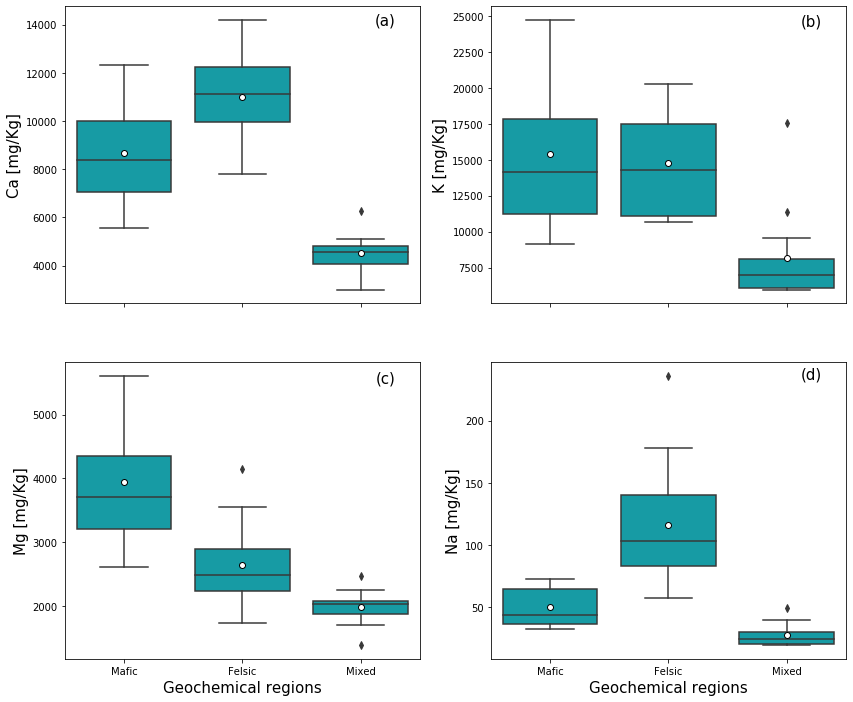 (a)
Ca [mg/Kg]
14000
12000
10000
8000
6000
4000
(b)
K [mg/Kg]
25000
22500
20000
17500
15000
12500
10000
7500
(c)
Mg [mg/Kg]
5000
4000
3000
2000
Mafic Felsic Mixed
Geochemical regions
(d)
Na [mg/Kg]
200
150
100
50
Mafic Felsic Mixed
Geochemical regions